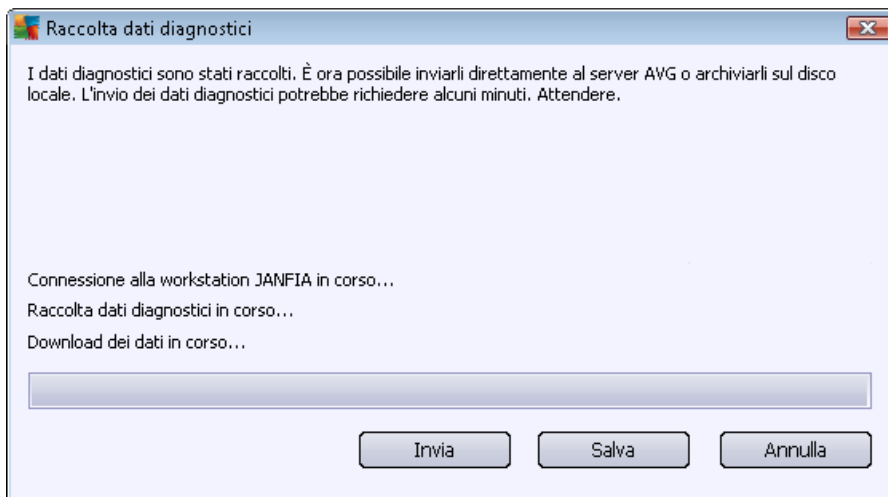 Raccolta dati diagnostici
I dati diagnostici sono stati raccolti. È ora possibile inviarli direttamente al server AVG o archiviarli sul disco
locale. L'invio dei dati diagnostici potrebbe richiedere alcuni minuti. Attendere.
Connessione alla workstation JANFIA in corso...
Raccolta dati diagnostici in corso...
Download dei dati in corso...
Invia
Salva
Annulla